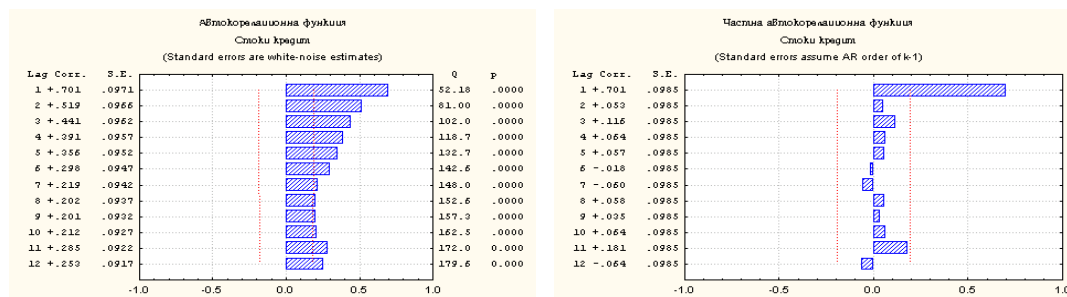 Автокорелационна функция
Стоки кредит
(Standard errors are white-noise estimates)
Lag Corr. S.E. Q p
1 +.701 .0971 52.18 .0000
2 +.519 .0966 81.00 .0000
3 +.441 .0962 102.0 .0000
4 +.391 .0957 118.7 .0000
5 +.356 .0952 132.7 .0000
6 +.298 .0947 142.6 .0000
7 +.219 .0942 148.0 .0000
8 +.202 .0937 152.6 .0000
9 +.201 .0932 157.3 .0000
10 +.212 .0927 162.5 .0000
11 +.285 .0922 172.0 0.000
12 +.253 .0917 179.6 0.000
-1.0 -0.5 0.0 0.5 1.0
Частна автокорелационна функция
Стоки кредит
(Standard errors assume AR order of k-1)
Lag Corr. S.E.
1 +.701 .0985
2 +.053 .0985
3 +.116 .0985
4 +.064 .0985
5 +.057 .0985
6 -.018 .0985
7 -.060 .0985
8 +.058 .0985
9 +.035 .0985
10 +.064 .0985
11 +.181 .0985
12 -.064 .0985
-1.0 -0.5 0.0 0.5 1.0